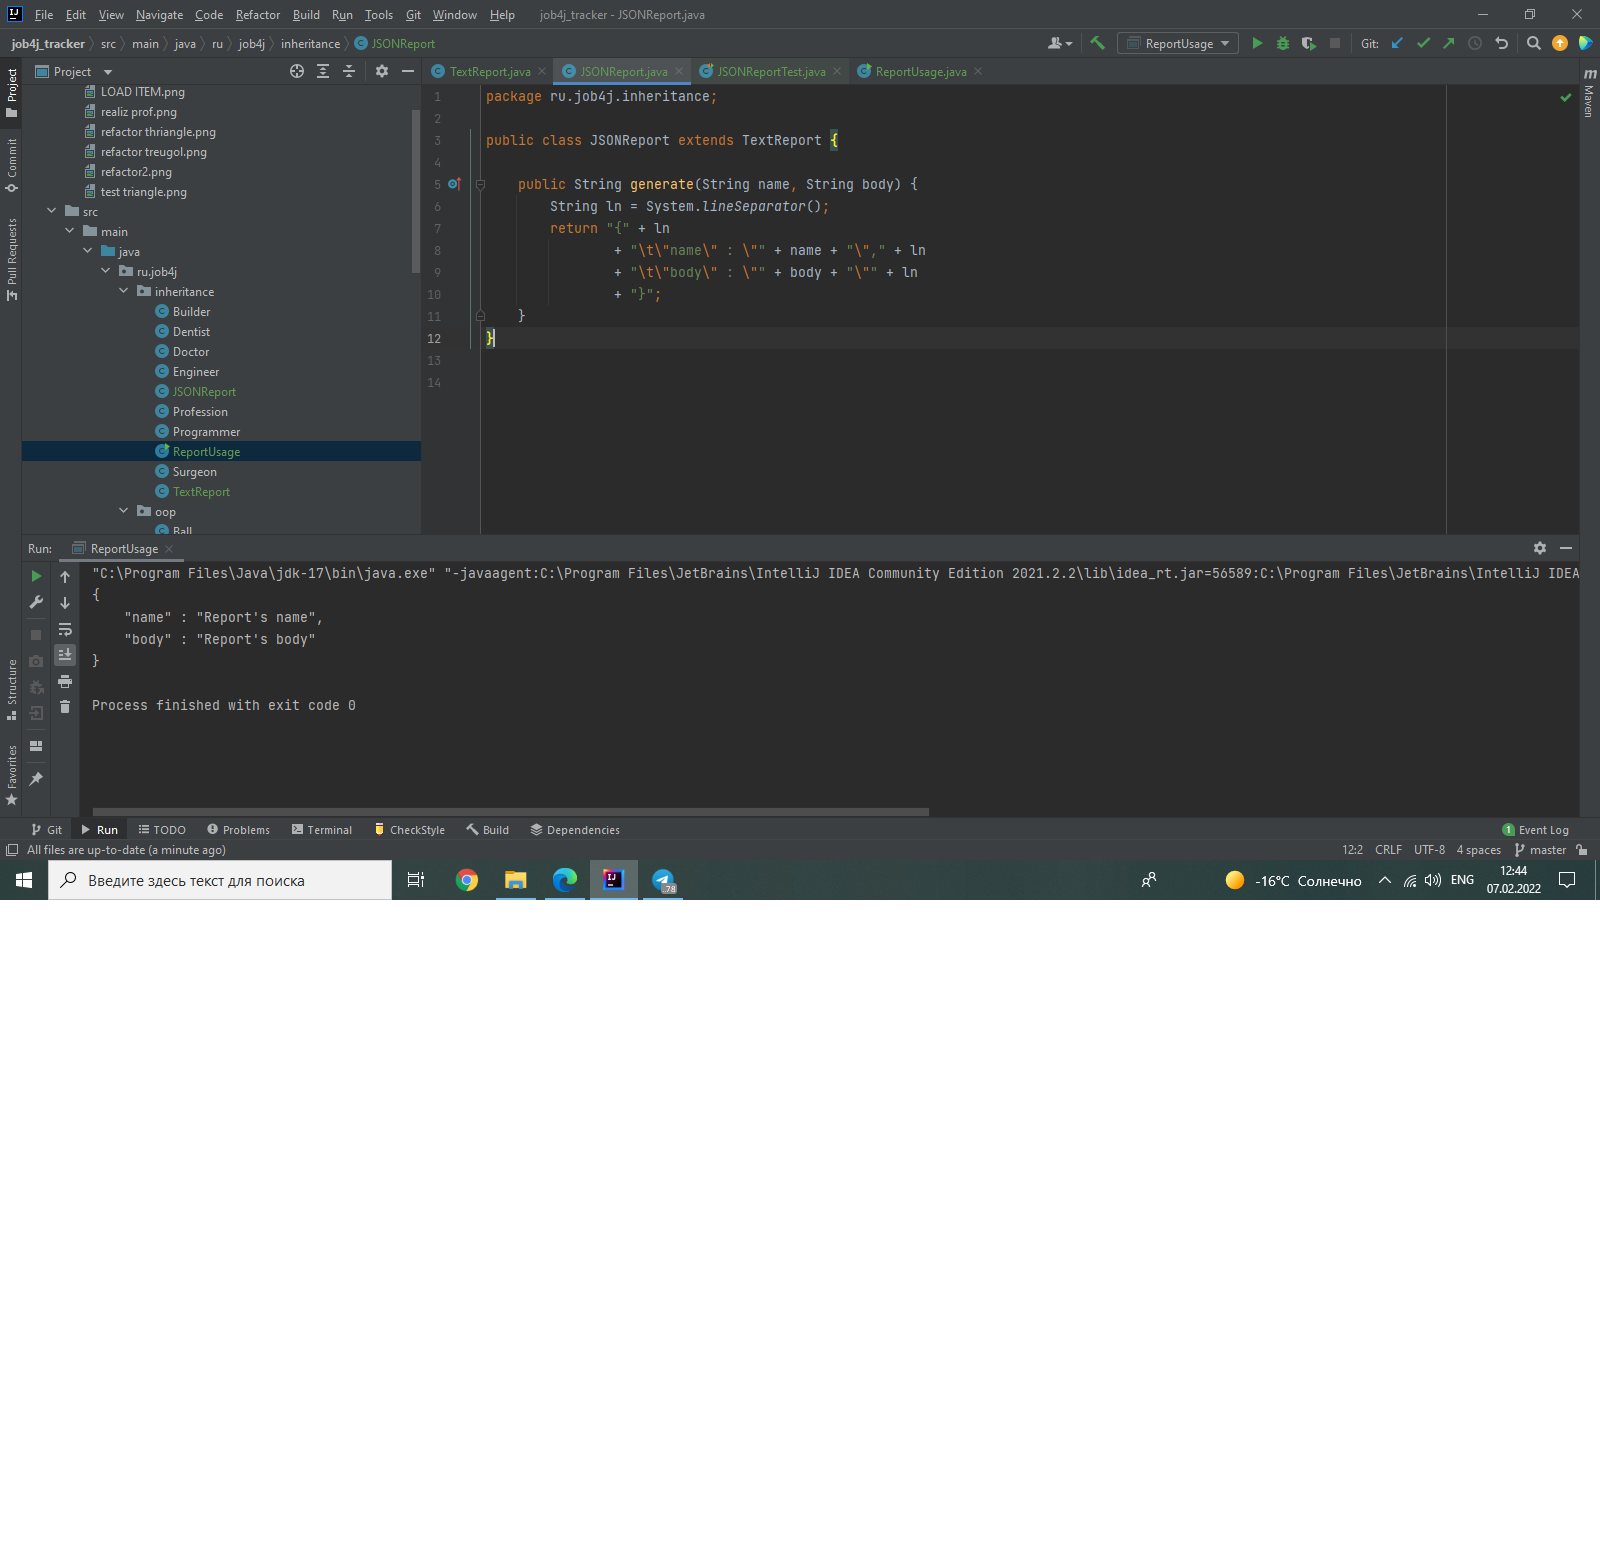 File Edit View Navigate Code Refactor Build Run Tools Git Window Help job4j_tracker - JSONReport.java
job4j_tracker src main java ru job4j inheritance JSONReport
ReportUsage Git:
Project
TextReport.java JSONReport.java JSONReportTest.java ReportUsage.java
LOAD ITEM.png
realiz prof.png
refactor thriangle.png
refactor treugol.png
refactor2.png
test triangle.png
src
main
java
ru.job4j
inheritance
Builder
Dentist
Doctor
Engineer
JSONReport
Profession
Programmer
ReportUsage
Surgeon
TextReport
oop
Ball
1 package ru.job4j.inheritance;
2
3 public class JSONReport extends TextReport {
4
5 public String generate(String name, String body) {
6 String ln = System.lineSeparator();
7 return "{" + ln
8 + "\t\"name\" : \"" + name + "\"," + ln
9 + "\t\"body\" : \"" + body + "\"" + ln
10 + "}";
11 }
12 }
13
14
Project
Commit
Pull Requests
Structure
Favorites
Maven
Run: ReportUsage
"C:\Program Files\Java\jdk-17\bin\java.exe" "-javaagent:C:\Program Files\JetBrains\IntelliJ IDEA Community Edition 2021.2.2\lib\idea_rt.jar=56589:C:\Program Files\JetBrains\IntelliJ IDEA
{
"name" : "Report's name",
"body" : "Report's body"
}
Process finished with exit code 0
Git Run TODO Problems Terminal CheckStyle Build Dependencies 1 Event Log
All files are up-to-date (a minute ago) 12:2 CRLF UTF-8 4 spaces master
Введите здесь текст для поиска 78 -16°C Солнечно ENG 12:44
07.02.2022